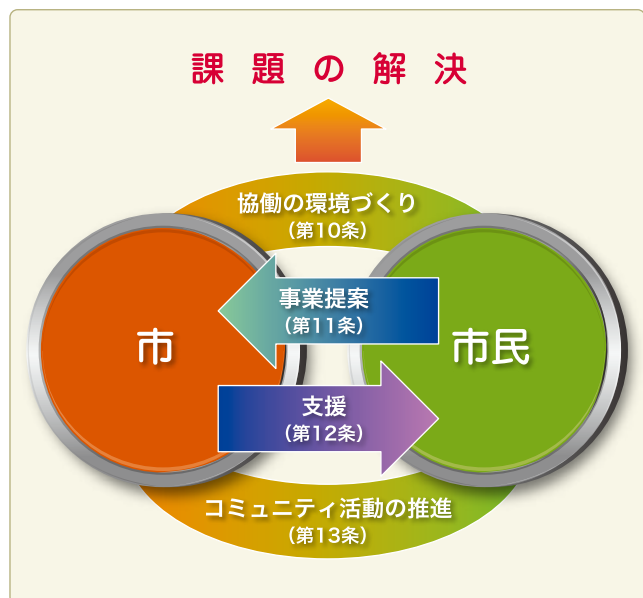 課題の解決
協働の環境づくり
（第10条）
事業提案
（第11条）
市
市民
支援
（第12条）
コミュニティ活動の推進
（第13条）